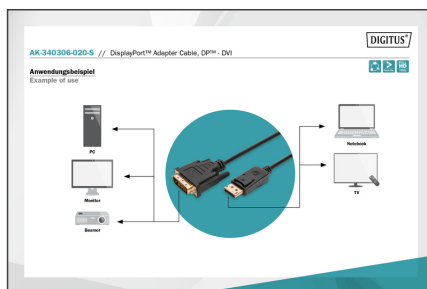 DIGITUS®
AK-340306-020-S // DisplayPort™ Adapter Cable, DP™ - DVI
Anwendungsbeispiel
Example of use
PC
Notebook
Monitor
TV
Beamer